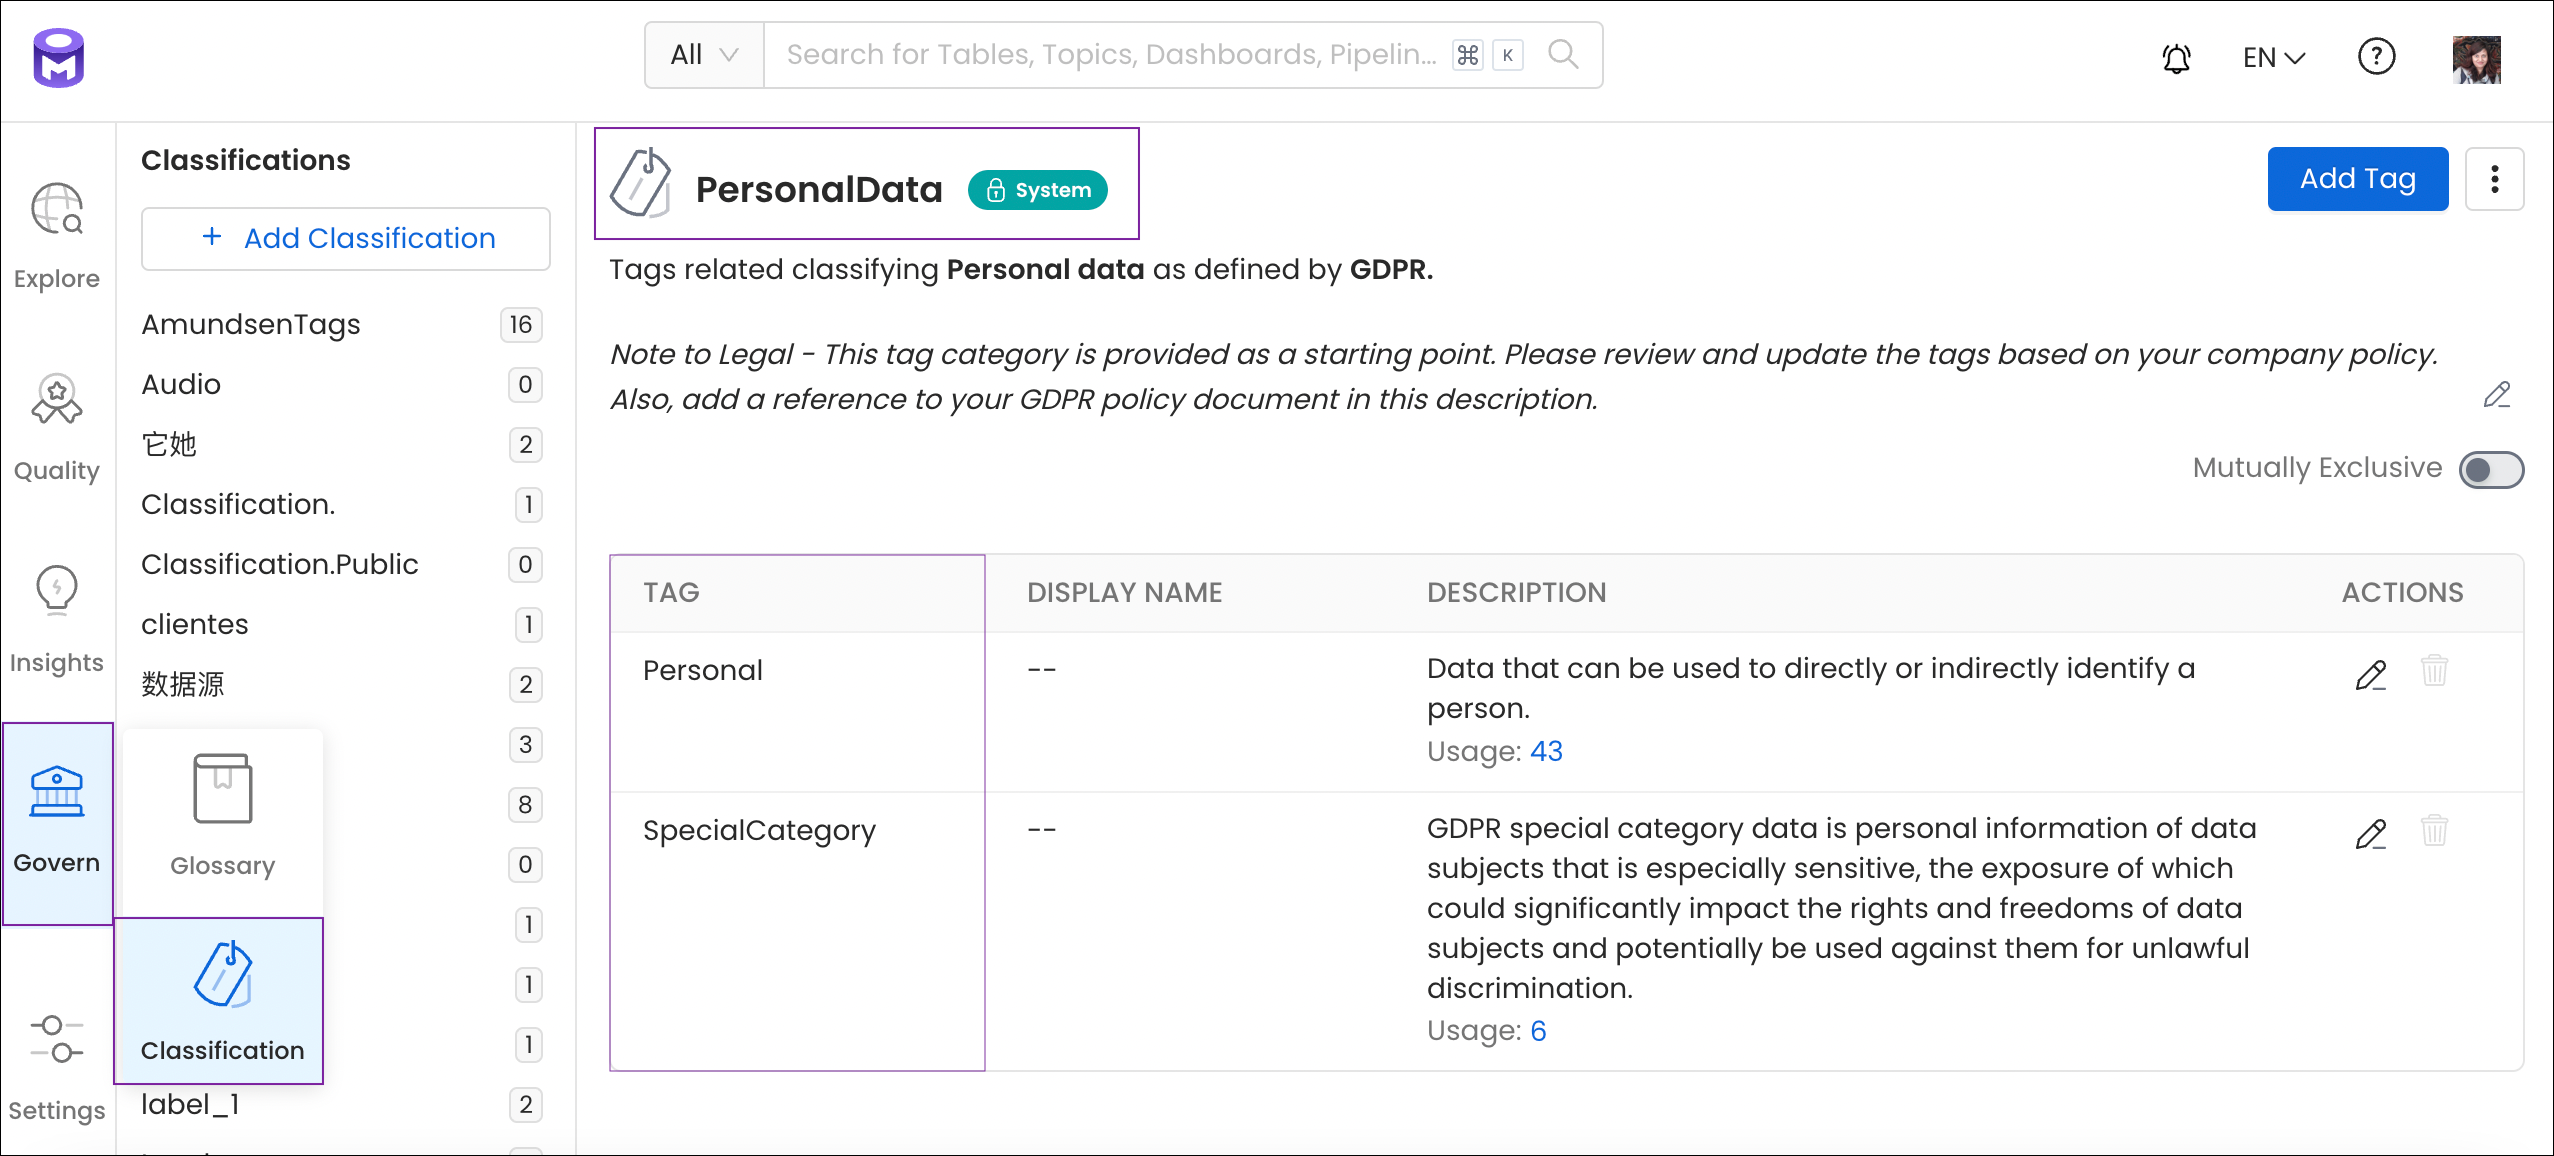 All
Search for Tables, Topics, Dashboards, Pipelin...
⌘ K
EN
?
Explore
Quality
Insights
Govern
Settings
Glossary
Classification
Classifications
+ Add Classification
AmundsenTags 16
Audio 0
它她 2
Classification. 1
Classification.Public 0
clientes 1
数据源 2
3
8
0
1
1
1
label_1 2
PersonalData
System
Add Tag
Tags related classifying Personal data as defined by GDPR.
Note to Legal - This tag category is provided as a starting point. Please review and update the tags based on your company policy.
Also, add a reference to your GDPR policy document in this description.
Mutually Exclusive
TAG DISPLAY NAME DESCRIPTION ACTIONS
Personal -- Data that can be used to directly or indirectly identify a
person.
Usage: 43
SpecialCategory -- GDPR special category data is personal information of data
subjects that is especially sensitive, the exposure of which
could significantly impact the rights and freedoms of data
subjects and potentially be used against them for unlawful
discrimination.
Usage: 6